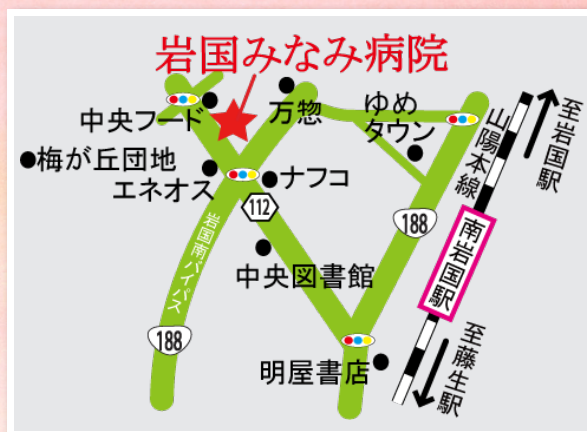 岩国みなみ病院
中央フード
万惣
ゆめ
タウン
山陽本線
至岩国駅
梅が丘団地
エネオス
ナフコ
112
188
南岩国駅
岩国南バイパス
中央図書館
188
明屋書店
至藤生駅